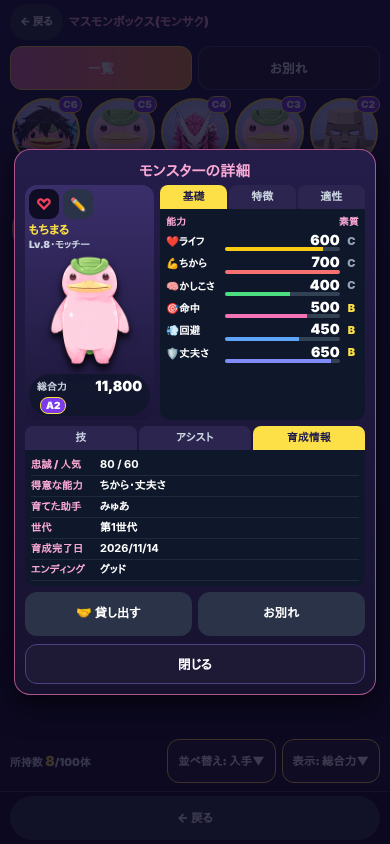 ← 戻る
マスモンボックス(モンサク)
一覧
お別れ
C6
C5
C4
C3
C2
モンスターの詳細
もちまる
Lv.8·モッチー
総合力 11,800
A2
基礎
特徴
適性
能力 素質
ライフ 600 C
ちから 700 C
かしこさ 400 C
命中 500 B
回避 450 B
丈夫さ 650 B
技
アシスト
育成情報
忠誠 / 人気 80 / 60
得意な能力 ちから·丈夫さ
育てた助手 みゅあ
世代 第1世代
育成完了日 2026/11/14
エンディング グッド
貸し出す
お別れ
閉じる
所持数 8/100体
並べ替え: 入手▼
表示: 総合力▼
← 戻る